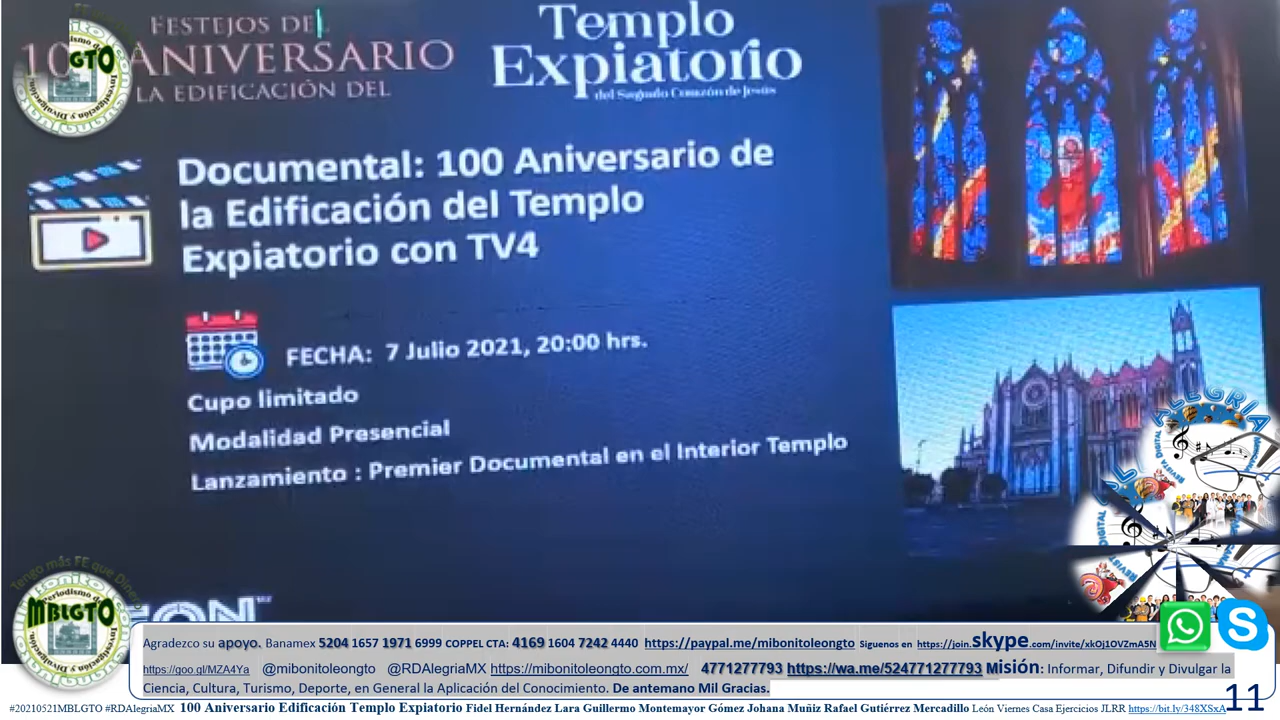 FESTEJOS DEL
100 ANIVERSARIO
LA EDIFICACIÓN DEL
Templo
Expiatorio
del Sagrado Corazón de Jesús
GTO
Investigación y Divulga
Documental: 100 Aniversario de
la Edificación del Templo
Expiatorio con TV4
FECHA: 7 Julio 2021, 20:00 hrs.
Cupo limitado
Modalidad Presencial
Lanzamiento : Premier Documental en el Interior Templo
ALEGRIA
REVISTA DIGITAL
MEXICANA
DIGITAL
Tengo más FE que Dinero
Bonito
Periodismo de
MBLGTO
Agradezco su apoyo. Banamex 5204 1657 1971 6999 COPPEL CTA: 4169 1604 7242 4440 https://paypal.me/mibonitoleongto Siguenos en https://join.skype.com/invite/xkOj1OVZmA5N
https://goo.gl/MZA4Ya @mibonitoleongto @RDAlegriaMX https://mibonitoleongto.com.mx/ 4771277793 https://wa.me/524771277793 Misión: Informar, Difundir y Divulgar la
Ciencia, Cultura, Turismo, Deporte, en General la Aplicación del Conocimiento. De antemano Mil Gracias.
11
#20210521MBLGTO #RDAlegriaMX 100 Aniversario Edificación Templo Expiatorio Fidel Hernández Lara Guillermo Montemayor Gómez Johana Muñiz Rafael Gutiérrez Mercadillo León Viernes Casa Ejercicios JLRR https://bit.ly/348XSxA